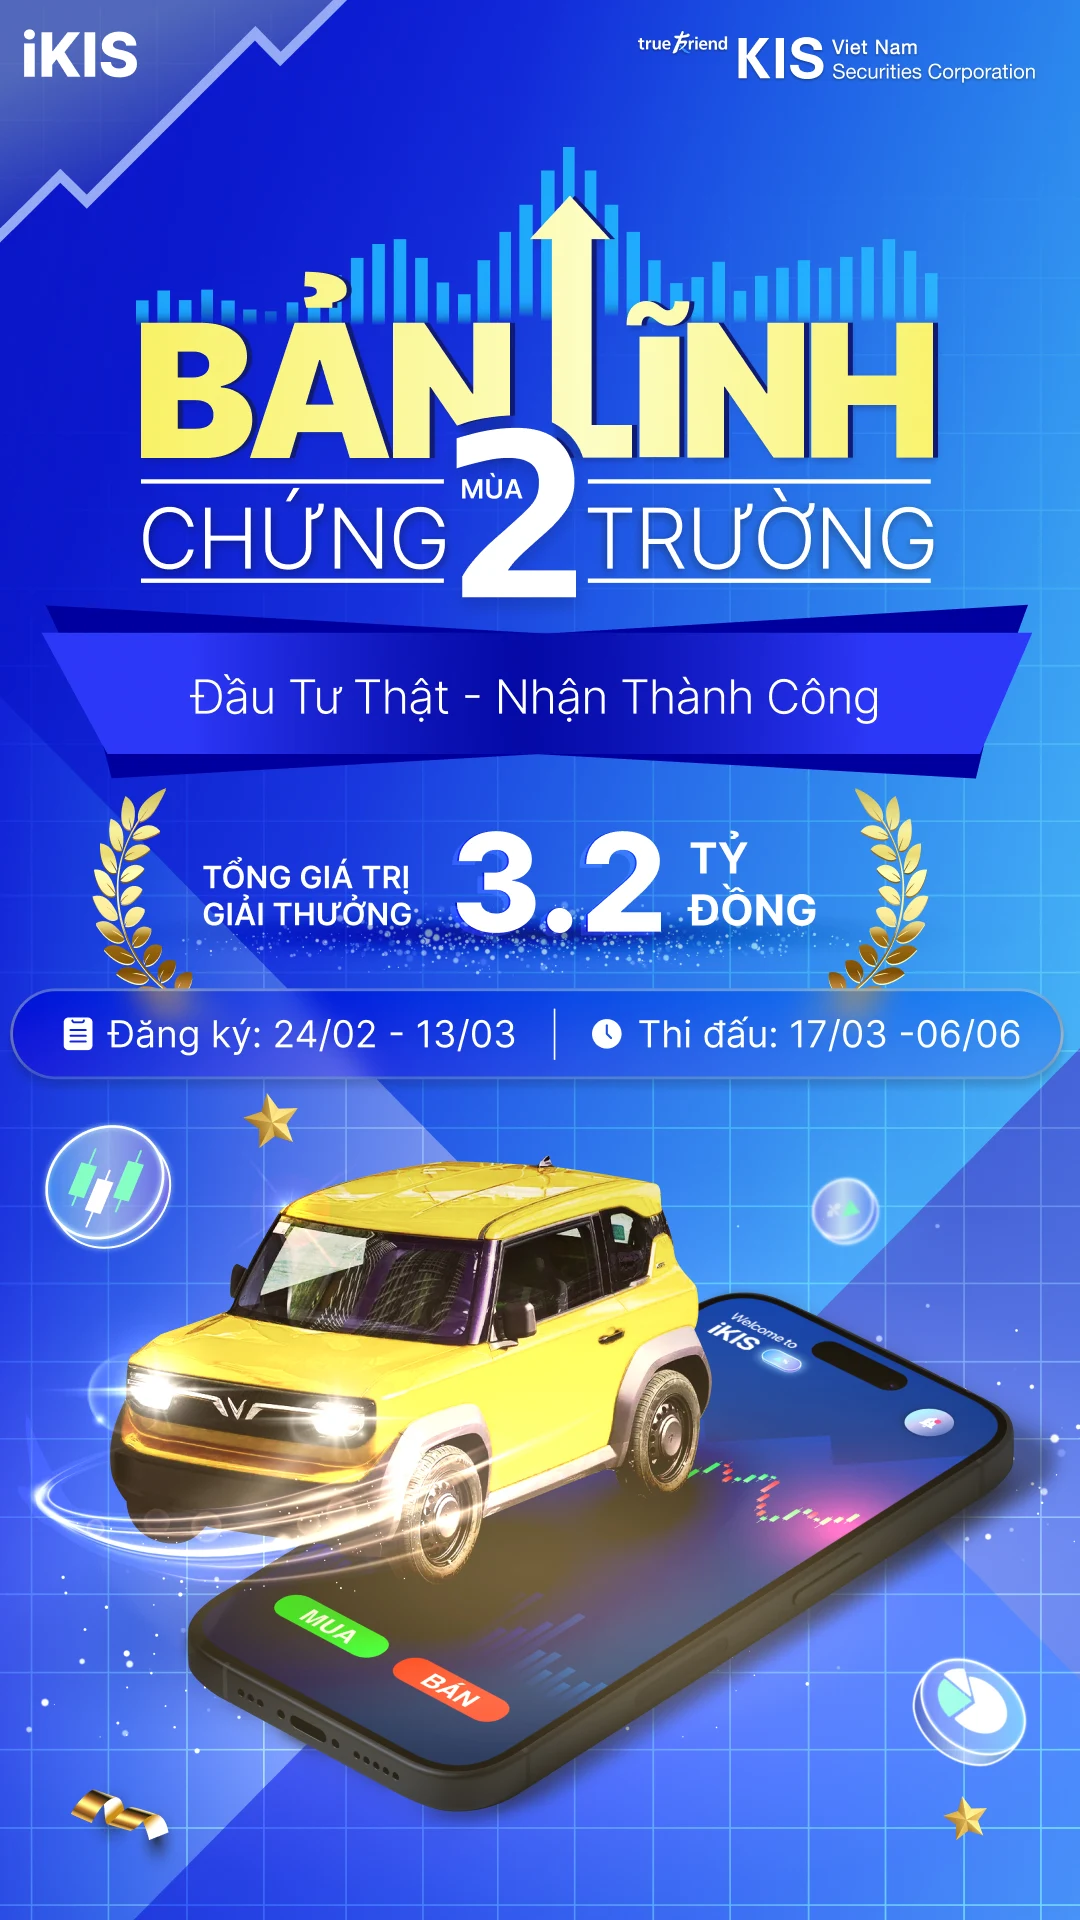 iKIS
true friend KIS Viet Nam
Securities Corporation
BẢN LĨNH
CHỨNG MÙA 2 TRƯỜNG
Đầu Tư Thật - Nhận Thành Công
TỔNG GIÁ TRỊ
GIẢI THƯỞNG
3.2 TỶ
ĐỒNG
Đăng ký: 24/02 - 13/03
Thi đấu: 17/03 -06/06
Welcome to
iKIS
MUA
BÁN